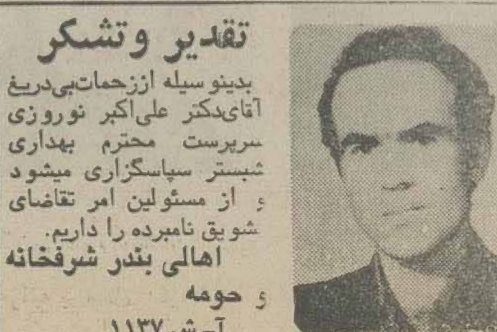 تقدیر وتشکر
بدینوسیله اززحمات‌بی‌دریغ
آقای‌دکتر علی‌اکبر نوروزی
سرپرست محترم بهداری
شبستر سپاسگزاری میشود
و از مسئولین امر تقاضای
تشویق نامبرده را داریم.
اهالی بندر شرفخانه
و حومه
آ-ش ۱۱۳۷